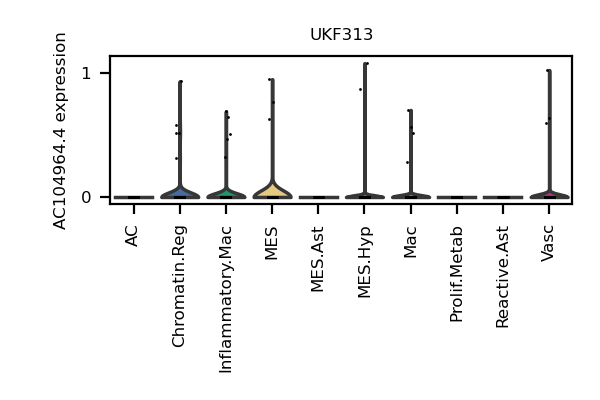 UKF313
AC104964.4 expression
1
0
AC
Chromatin.Reg
Inflammatory.Mac
MES
MES.Ast
MES.Hyp
Mac
Prolif.Metab
Reactive.Ast
Vasc